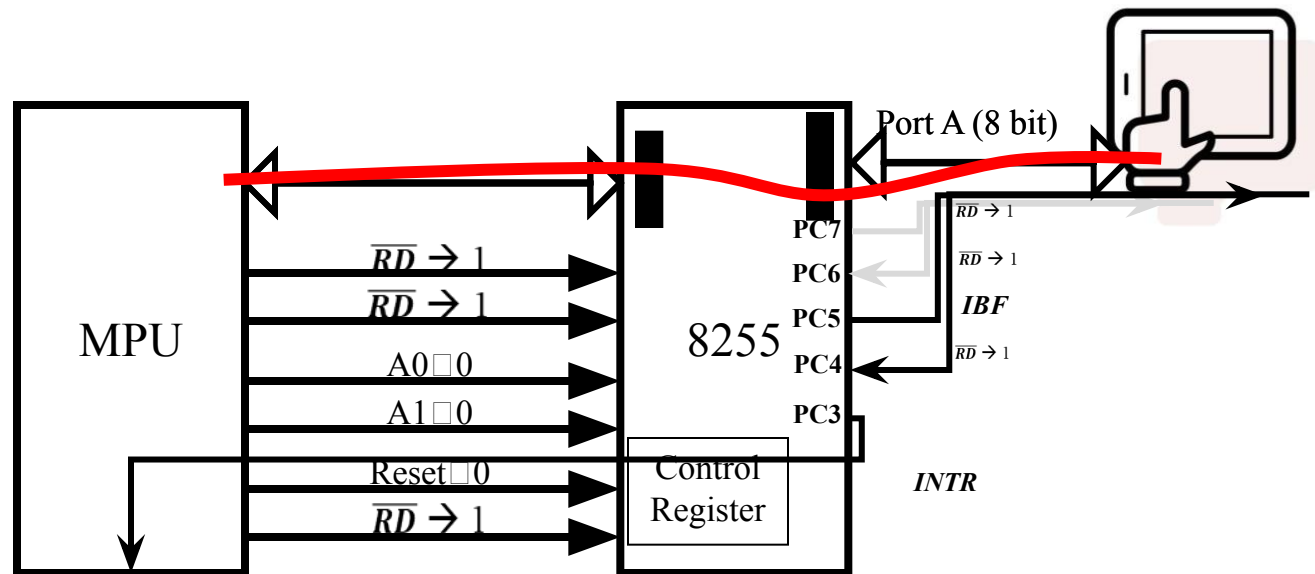 Port A (8 bit)
PC7
R̅D̅ → 1
R̅D̅ → 1
PC6
R̅D̅ → 1
R̅D̅ → 1
IBF
PC5
MPU
8255
R̅D̅ → 1
A0□0
PC4
A1□0
PC3
Reset□0
Control
Register
INTR
R̅D̅ → 1